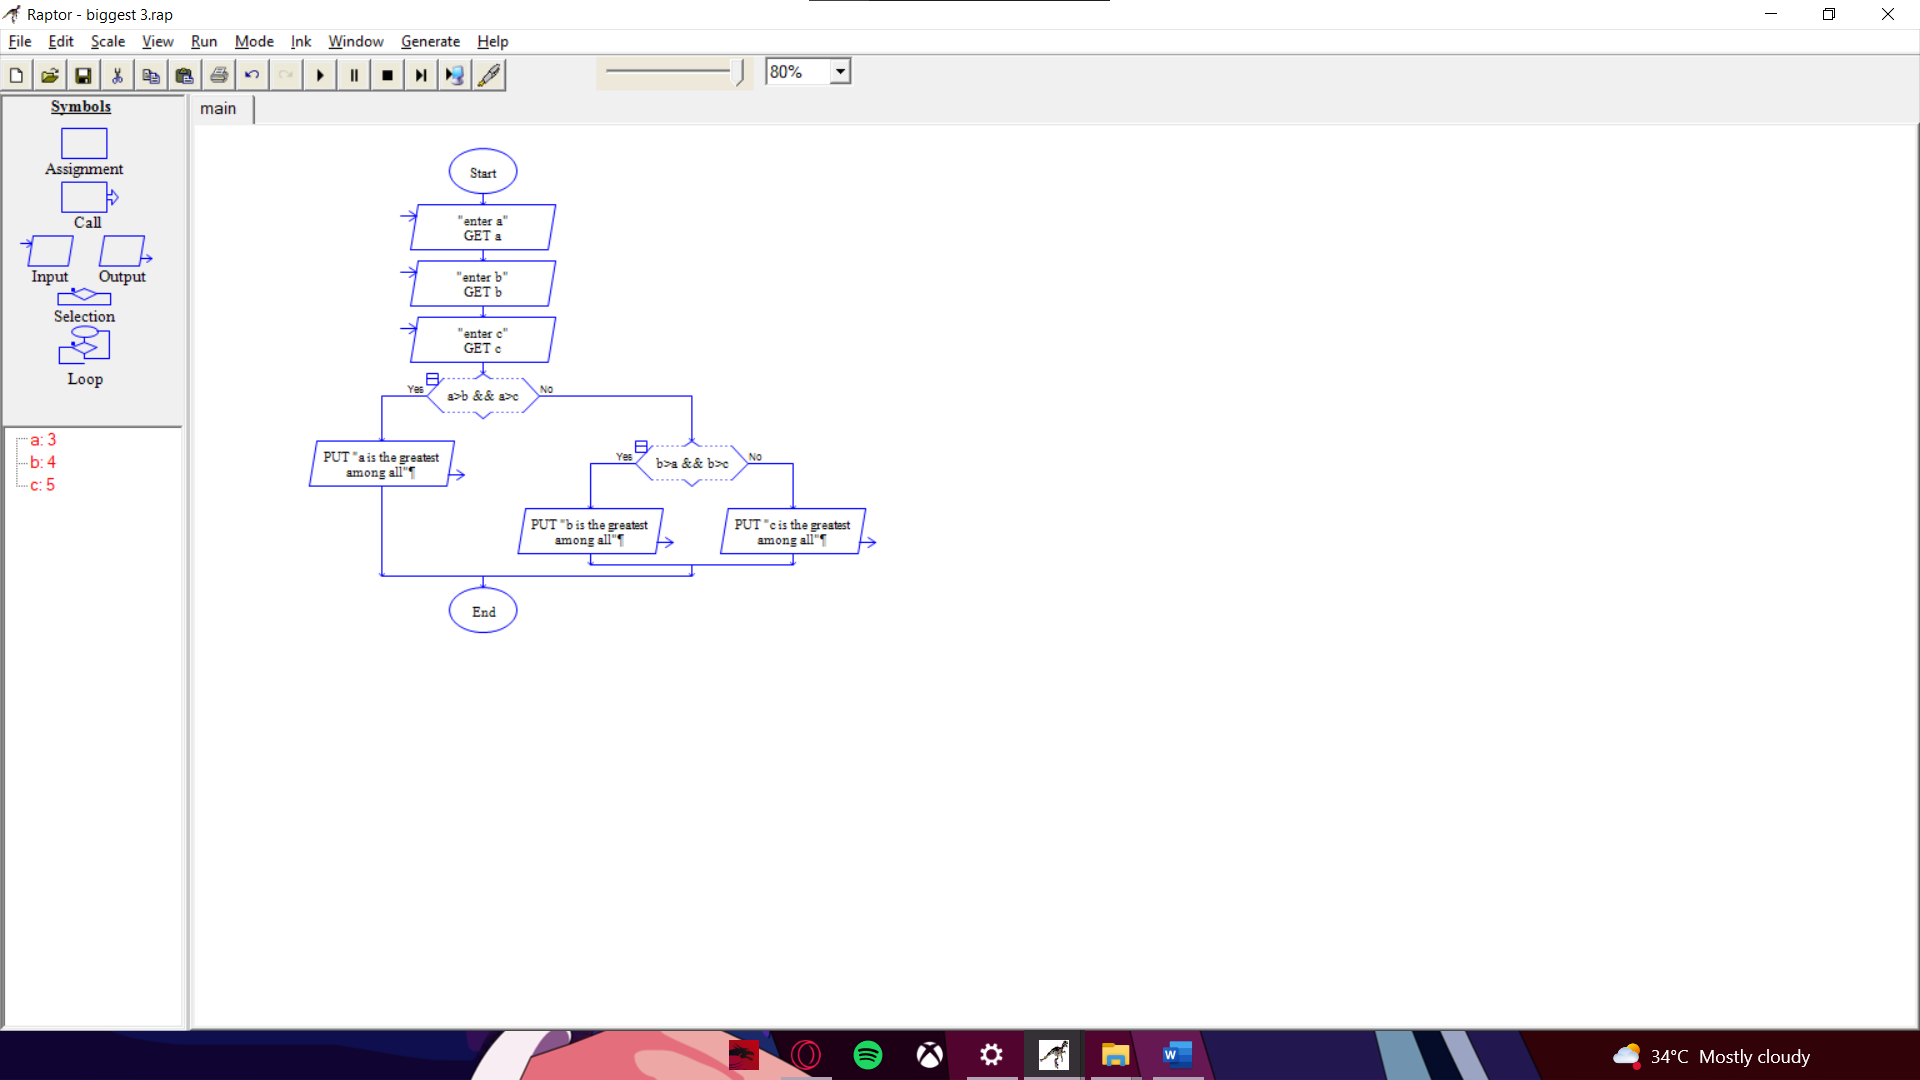 Raptor - biggest 3.rap
File Edit Scale View Run Mode Ink Window Generate Help
80%
Symbols
main
Assignment
Call
Input Output
Selection
Loop
a: 3
b: 4
c: 5
Start
"enter a"
GET a
"enter b"
GET b
"enter c"
GET c
Yes a>b && a>c No
PUT "a is the greatest
among all"¶
Yes b>a && b>c No
PUT "b is the greatest
among all"¶
PUT "c is the greatest
among all"¶
End
W
34°C Mostly cloudy